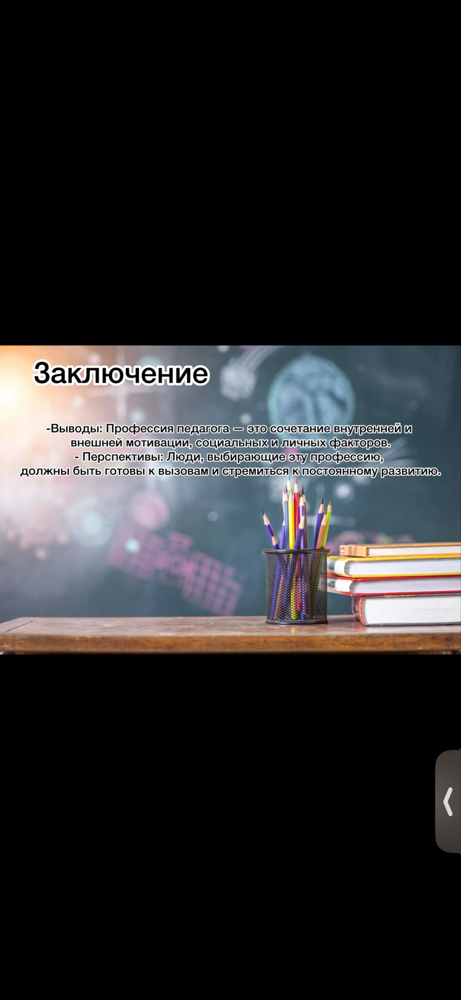 Заключение
-Выводы: Профессия педагога — это сочетание внутренней и
внешней мотивации, социальных и личных факторов.
- Перспективы: Люди, выбирающие эту профессию,
должны быть готовы к вызовам и стремиться к постоянному развитию.